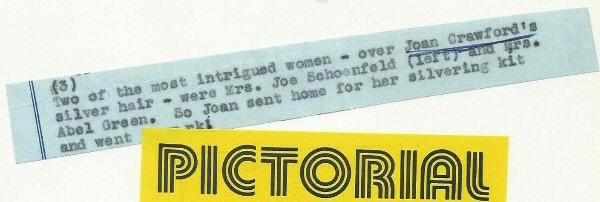 (3)
Two of the most intrigued women - over Joan Crawford's
silver hair - were Mrs. Joe Schoenfeld (left) and Mrs.
Abel Green. So Joan sent home for her silvering kit
and went
PICTORIAL